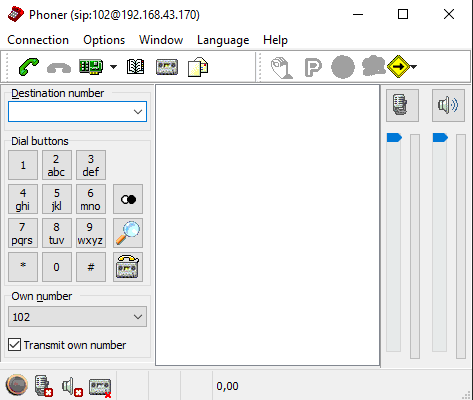 Phoner (sip:102@192.168.43.170)
Connection Options Window Language Help
P
Destination number
Dial buttons
1 2 abc 3 def
4 ghi 5 jkl 6 mno
7 pqrs 8 tuv 9 wxyz
* 0 #
Own number
102
Transmit own number
0,00